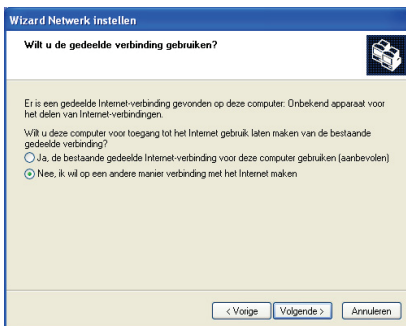 Wizard Netwerk instellen
Wilt u de gedeelde verbinding gebruiken?
Er is een gedeelde Internet-verbinding gevonden op deze computer: Onbekend apparaat voor
het delen van Internet-verbindingen.
Wilt u deze computer voor toegang tot het Internet gebruik laten maken van de bestaande
gedeelde verbinding?
Ja, de bestaande gedeelde Internet-verbinding voor deze computer gebruiken (aanbevolen)
Nee, ik wil op een andere manier verbinding met het Internet maken
< Vorige
Volgende >
Annuleren